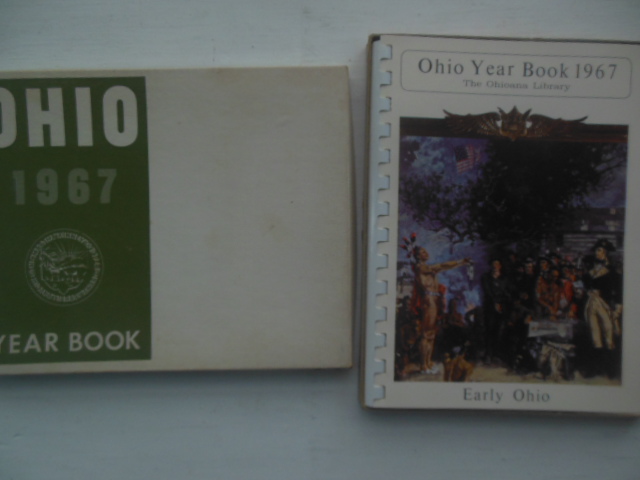 OHIO
1967
YEAR BOOK
Ohio Year Book 1967
The Ohioana Library
Early Ohio